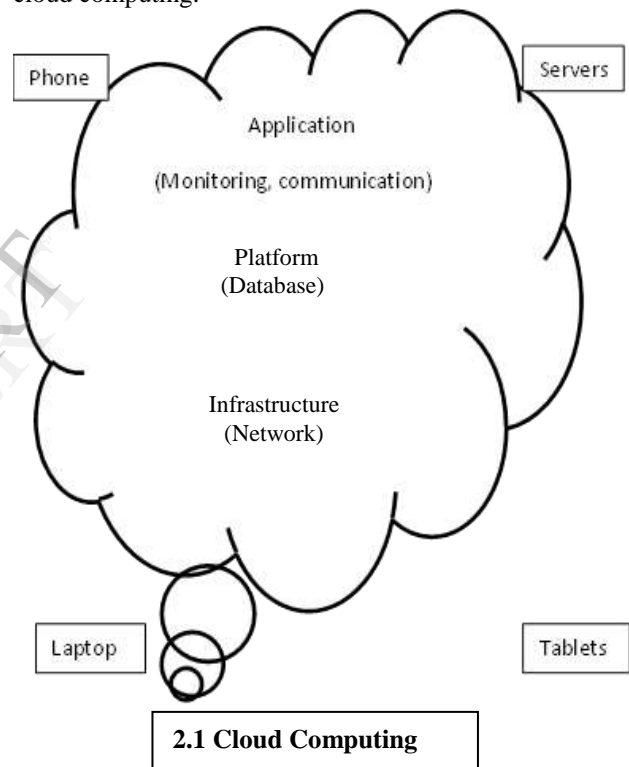 cloud computing.
Phone
Servers
Application
(Monitoring, communication)
Platform
(Database)
Infrastructure
(Network)
Laptop
Tablets
2.1 Cloud Computing